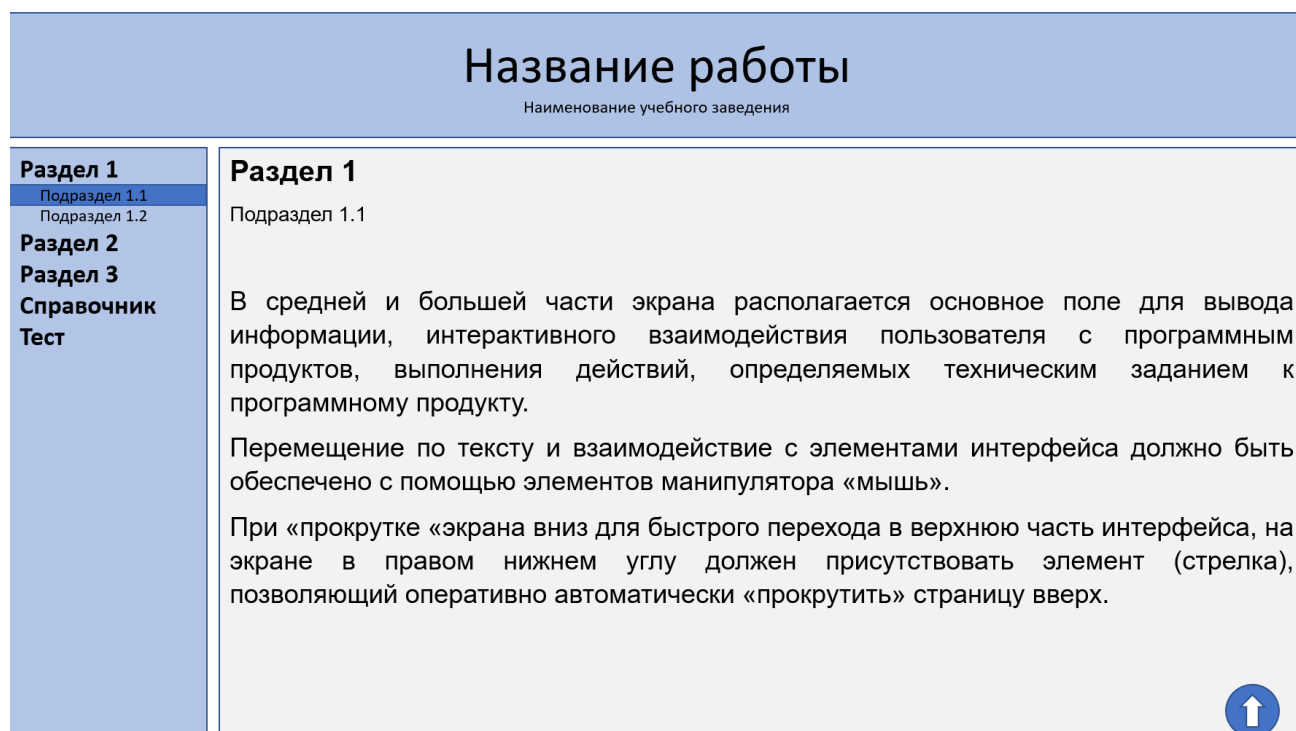 Название работы
Наименование учебного заведения
Раздел 1
Подраздел 1.1
Подраздел 1.2
Раздел 2
Раздел 3
Справочник
Тест
Раздел 1
Подраздел 1.1
В средней и большей части экрана располагается основное поле для вывода
информации, интерактивного взаимодействия пользователя с программным
продуктов, выполнения действий, определяемых техническим заданием к
программному продукту.
Перемещение по тексту и взаимодействие с элементами интерфейса должно быть
обеспечено с помощью элементов манипулятора «мышь».
При «прокрутке «экрана вниз для быстрого перехода в верхнюю часть интерфейса, на
экране в правом нижнем углу должен присутствовать элемент (стрелка),
позволяющий оперативно автоматически «прокрутить» страницу вверх.